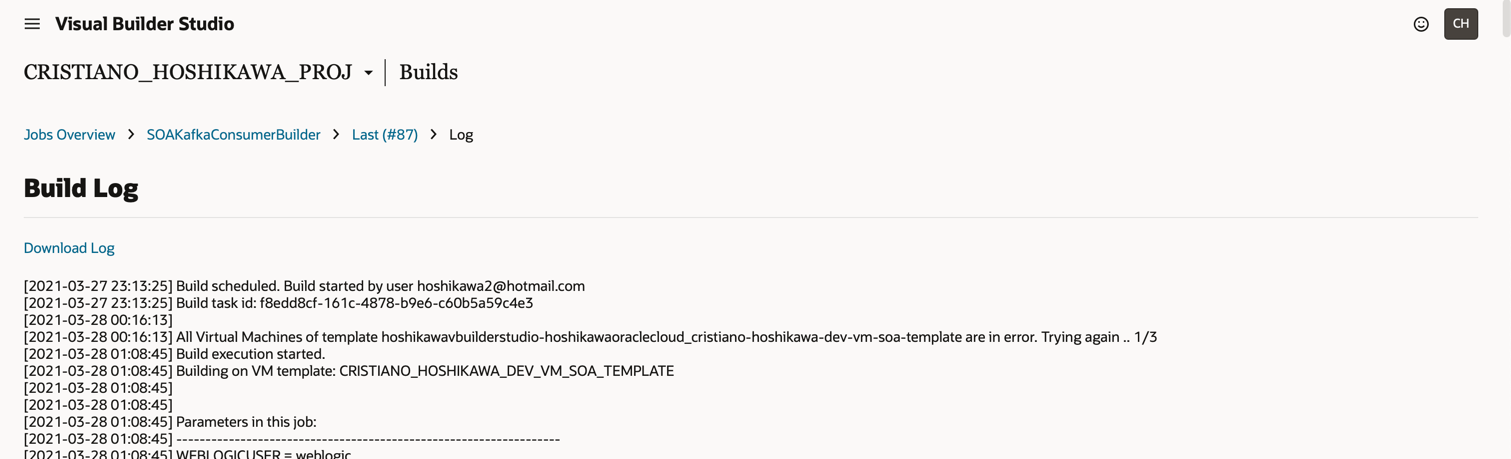 Visual Builder Studio
CH
CRISTIANO_HOSHIKAWA_PROJ Builds
Jobs Overview > SOAKafkaConsumerBuilder > Last (#87) > Log
Build Log
Download Log
[2021-03-27 23:13:25] Build scheduled. Build started by user hoshikawa2@hotmail.com
[2021-03-27 23:13:25] Build task id: f8edd8cf-161c-4878-b9e6-c60b5a59c4e3
[2021-03-28 00:16:13]
[2021-03-28 00:16:13] All Virtual Machines of template hoshikawavbuilderstudio-hoshikawaoraclecloud_cristiano-hoshikawa-dev-vm-soa-template are in error. Trying again .. 1/3
[2021-03-28 01:08:45] Build execution started.
[2021-03-28 01:08:45] Building on VM template: CRISTIANO_HOSHIKAWA_DEV_VM_SOA_TEMPLATE
[2021-03-28 01:08:45]
[2021-03-28 01:08:45]
[2021-03-28 01:08:45] Parameters in this job:
[2021-03-28 01:08:45] ------------------------------------------------------------------
[2021-03-28 01:08:45] WEBLOGICUSER = weblogic